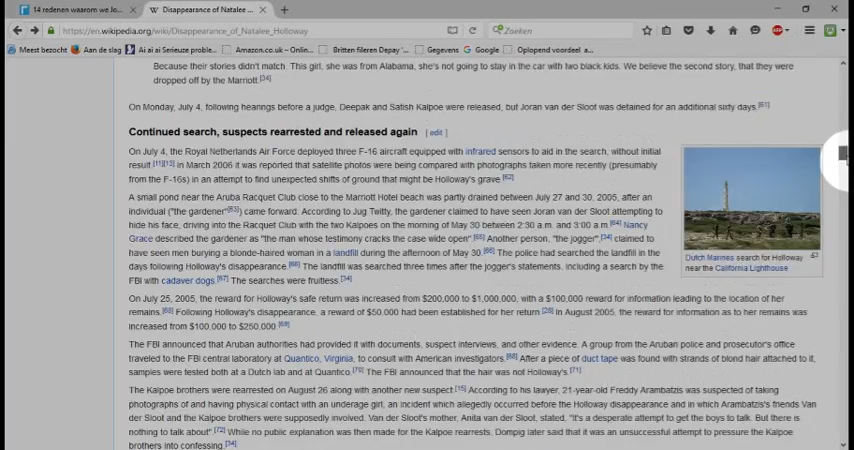 14 redenen waarom we Jo...
Disappearance of Natalee ...
https://en.wikipedia.org/wiki/Disappearance_of_Natalee_Holloway
Zoeken
Meest bezocht Aan de slag Ai ai ai Serieuze proble... Amazon.co.uk – Onlin... Britten fileren Depay '... Gegevens Google Oplopend voordeel a...
Because their stories didn't match. This girl, she was from Alabama, she's not going to stay in the car with two black kids. We believe the second story, that they were
dropped off by the Marriott.[34]
On Monday, July 4, following hearings before a judge, Deepak and Satish Kalpoe were released, but Joran van der Sloot was detained for an additional sixty days.[61]
Continued search, suspects rearrested and released again [ edit ]
On July 4, the Royal Netherlands Air Force deployed three F-16 aircraft equipped with infrared sensors to aid in the search, without initial
result.[11][13] In March 2006 it was reported that satellite photos were being compared with photographs taken more recently (presumably
from the F-16s) in an attempt to find unexpected shifts of ground that might be Holloway's grave.[62]
A small pond near the Aruba Racquet Club close to the Marriott Hotel beach was partly drained between July 27 and 30, 2005, after an
individual ("the gardener"[63]) came forward. According to Jug Twitty, the gardener claimed to have seen Joran van der Sloot attempting to
hide his face, driving into the Racquet Club with the two Kalpoes on the morning of May 30 between 2:30 a.m. and 3:00 a.m.[64] Nancy
Grace described the gardener as "the man whose testimony cracks the case wide open".[65] Another person, "the jogger",[34] claimed to
have seen men burying a blonde-haired woman in a landfill during the afternoon of May 30.[66] The police had searched the landfill in the
days following Holloway's disappearance.[66] The landfill was searched three times after the jogger's statements, including a search by the
FBI with cadaver dogs.[67] The searches were fruitless.[34]
Dutch Marines search for Holloway
near the California Lighthouse
On July 25, 2005, the reward for Holloway's safe return was increased from $200,000 to $1,000,000, with a $100,000 reward for information leading to the location of her
remains.[68] Following Holloway's disappearance, a reward of $50.000 had been established for her return.[28] In August 2005, the reward for information as to her remains was
increased from $100,000 to $250,000.[69]
The FBI announced that Aruban authorities had provided it with documents, suspect interviews, and other evidence. A group from the Aruban police and prosecutor's office
traveled to the FBI central laboratory at Quantico, Virginia, to consult with American investigators.[68] After a piece of duct tape was found with strands of blond hair attached to it,
samples were tested both at a Dutch lab and at Quantico.[70] The FBI announced that the hair was not Holloway's.[71]
The Kalpoe brothers were rearrested on August 26 along with another new suspect.[15] According to his lawyer, 21-year-old Freddy Arambatzis was suspected of taking
photographs of and having physical contact with an underage girl, an incident which allegedly occurred before the Holloway disappearance and in which Arambatzis's friends Van
der Sloot and the Kalpoe brothers were supposedly involved. Van der Sloot's mother, Anita van der Sloot, stated, "It's a desperate attempt to get the boys to talk. But there is
nothing to talk about".[72] While no public explanation was then made for the Kalpoe rearrests, Dompig later said that it was an unsuccessful attempt to pressure the Kalpoe
brothers into confessing.[34]